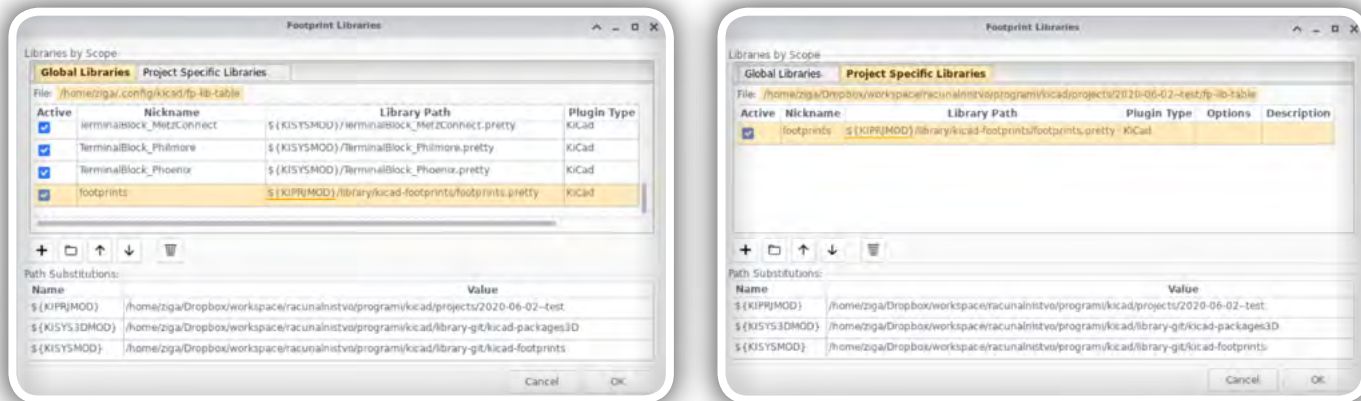 Footprint Libraries
Libraries by Scope
Global Libraries Project Specific Libraries
File: /home/ziga/.config/kicad/fp-lib-table
Active Nickname Library Path Plugin Type
TerminalBlock_MetzConnect ${KISYSMOD}/TerminalBlock_MetzConnect.pretty KiCad
TerminalBlock_Philmore ${KISYSMOD}/TerminalBlock_Philmore.pretty KiCad
TerminalBlock_Phoenix ${KISYSMOD}/TerminalBlock_Phoenix.pretty KiCad
footprints ${KIPRJMOD}/library/kicad-footprints/footprints.pretty KiCad
Path Substitutions:
Name Value
${KIPRJMOD} /home/ziga/Dropbox/workspace/racunalnistvo/programi/kicad/projects/2020-06-02--test
${KISYS3DMOD} /home/ziga/Dropbox/workspace/racunalnistvo/programi/kicad/library-git/kicad-packages3D
${KISYSMOD} /home/ziga/Dropbox/workspace/racunalnistvo/programi/kicad/library-git/kicad-footprints
Cancel OK
Footprint Libraries
Libraries by Scope
Global Libraries Project Specific Libraries
File: /home/ziga/Dropbox/workspace/racunalnistvo/programi/kicad/projects/2020-06-02--test/fp-lib-table
Active Nickname Library Path Plugin Type Options Description
footprints ${KIPRJMOD}/library/kicad-footprints/footprints.pretty KiCad
Path Substitutions:
Name Value
${KIPRJMOD} /home/ziga/Dropbox/workspace/racunalnistvo/programi/kicad/projects/2020-06-02--test
${KISYS3DMOD} /home/ziga/Dropbox/workspace/racunalnistvo/programi/kicad/library-git/kicad-packages3D
${KISYSMOD} /home/ziga/Dropbox/workspace/racunalnistvo/programi/kicad/library-git/kicad-footprints
Cancel OK